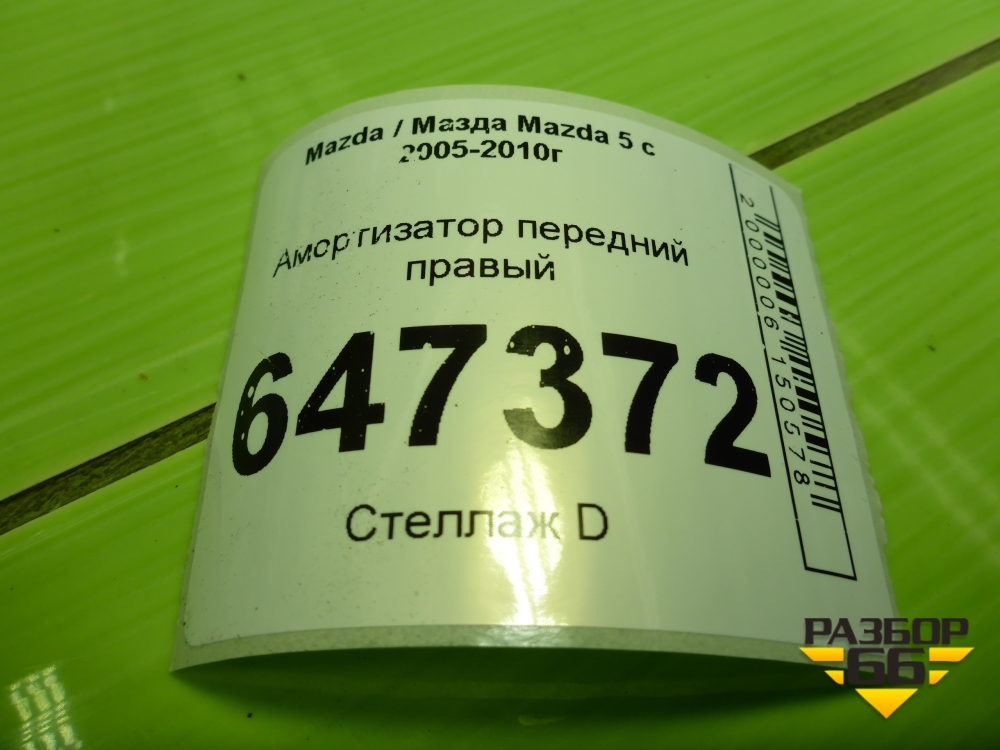 Mazda / Мазда Mazda 5 с
2005-2010г
Амортизатор передний
правый
647372
Стеллаж D
2000006150578
РАЗБОР
66